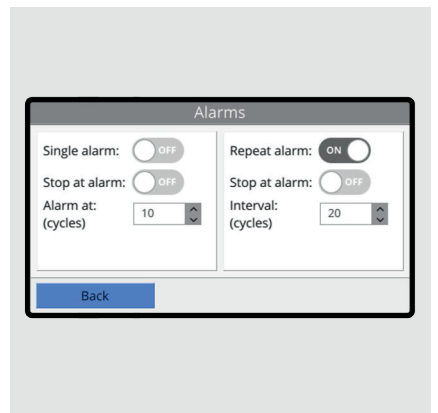 Alarms
Single alarm: OFF
Stop at alarm: OFF
Alarm at:
(cycles)
10
Repeat alarm: ON
Stop at alarm: OFF
Interval:
(cycles)
20
Back